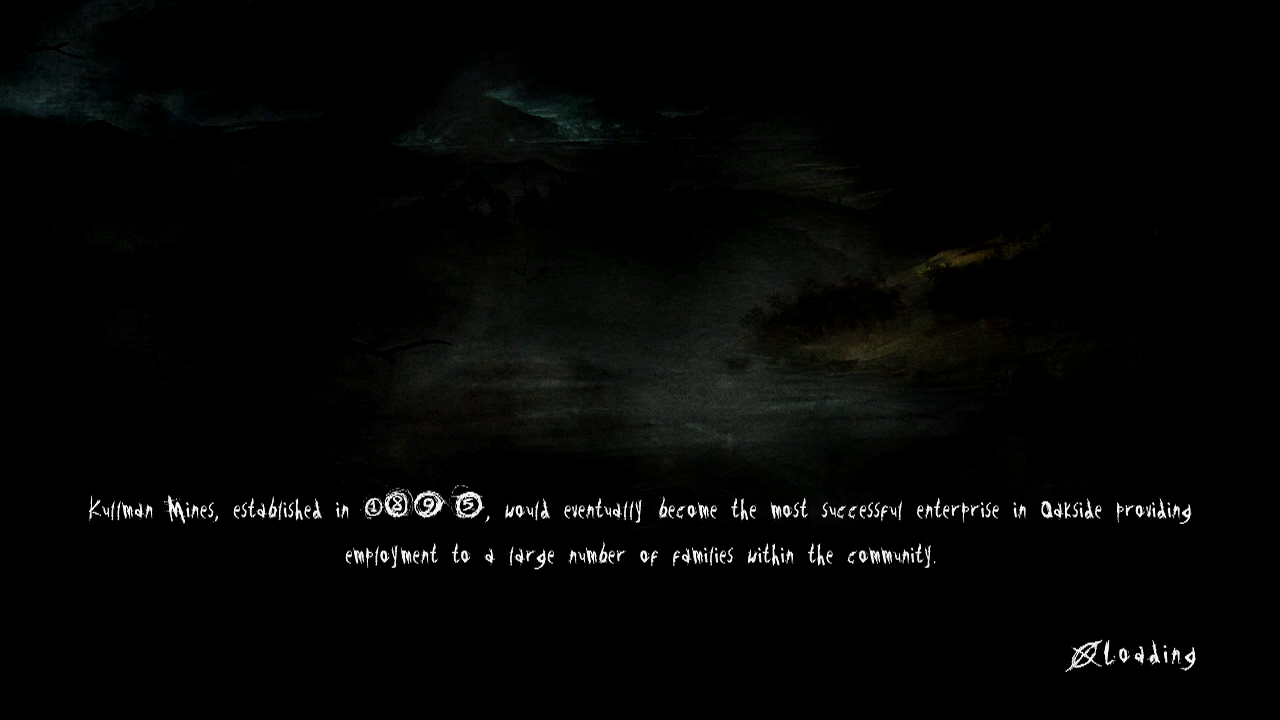 Kullman Mines, established in 1895, would eventually become the most successful enterprise in Oakside providing
employment to a large number of families within the community.
Loading